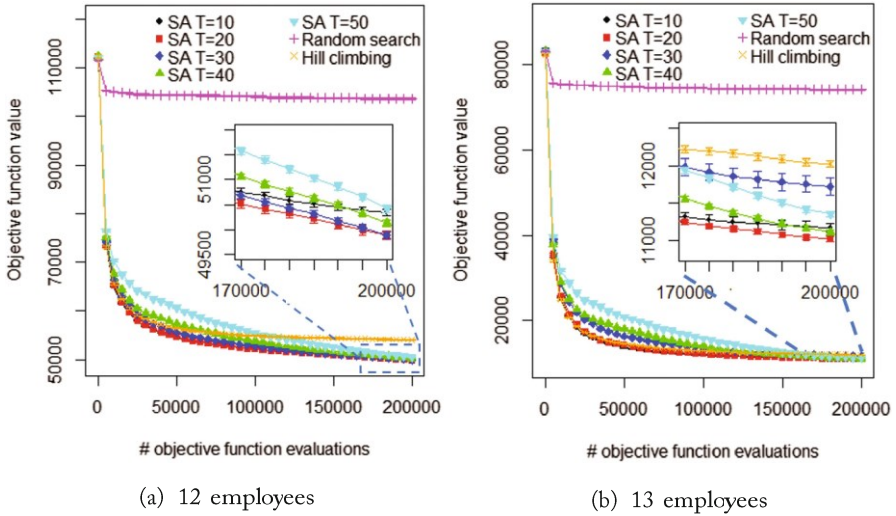 SA T=10
SA T=20
SA T=30
SA T=40
SA T=50
Random search
Hill climbing
Objective function value
110000
90000
70000
50000
51000
49500
170000
200000
0
50000
100000
150000
200000
# objective function evaluations
(a) 12 employees
SA T=10
SA T=20
SA T=30
SA T=40
SA T=50
Random search
Hill climbing
Objective function value
80000
60000
40000
20000
12000
11000
170000
200000
0
50000
100000
150000
200000
# objective function evaluations
(b) 13 employees